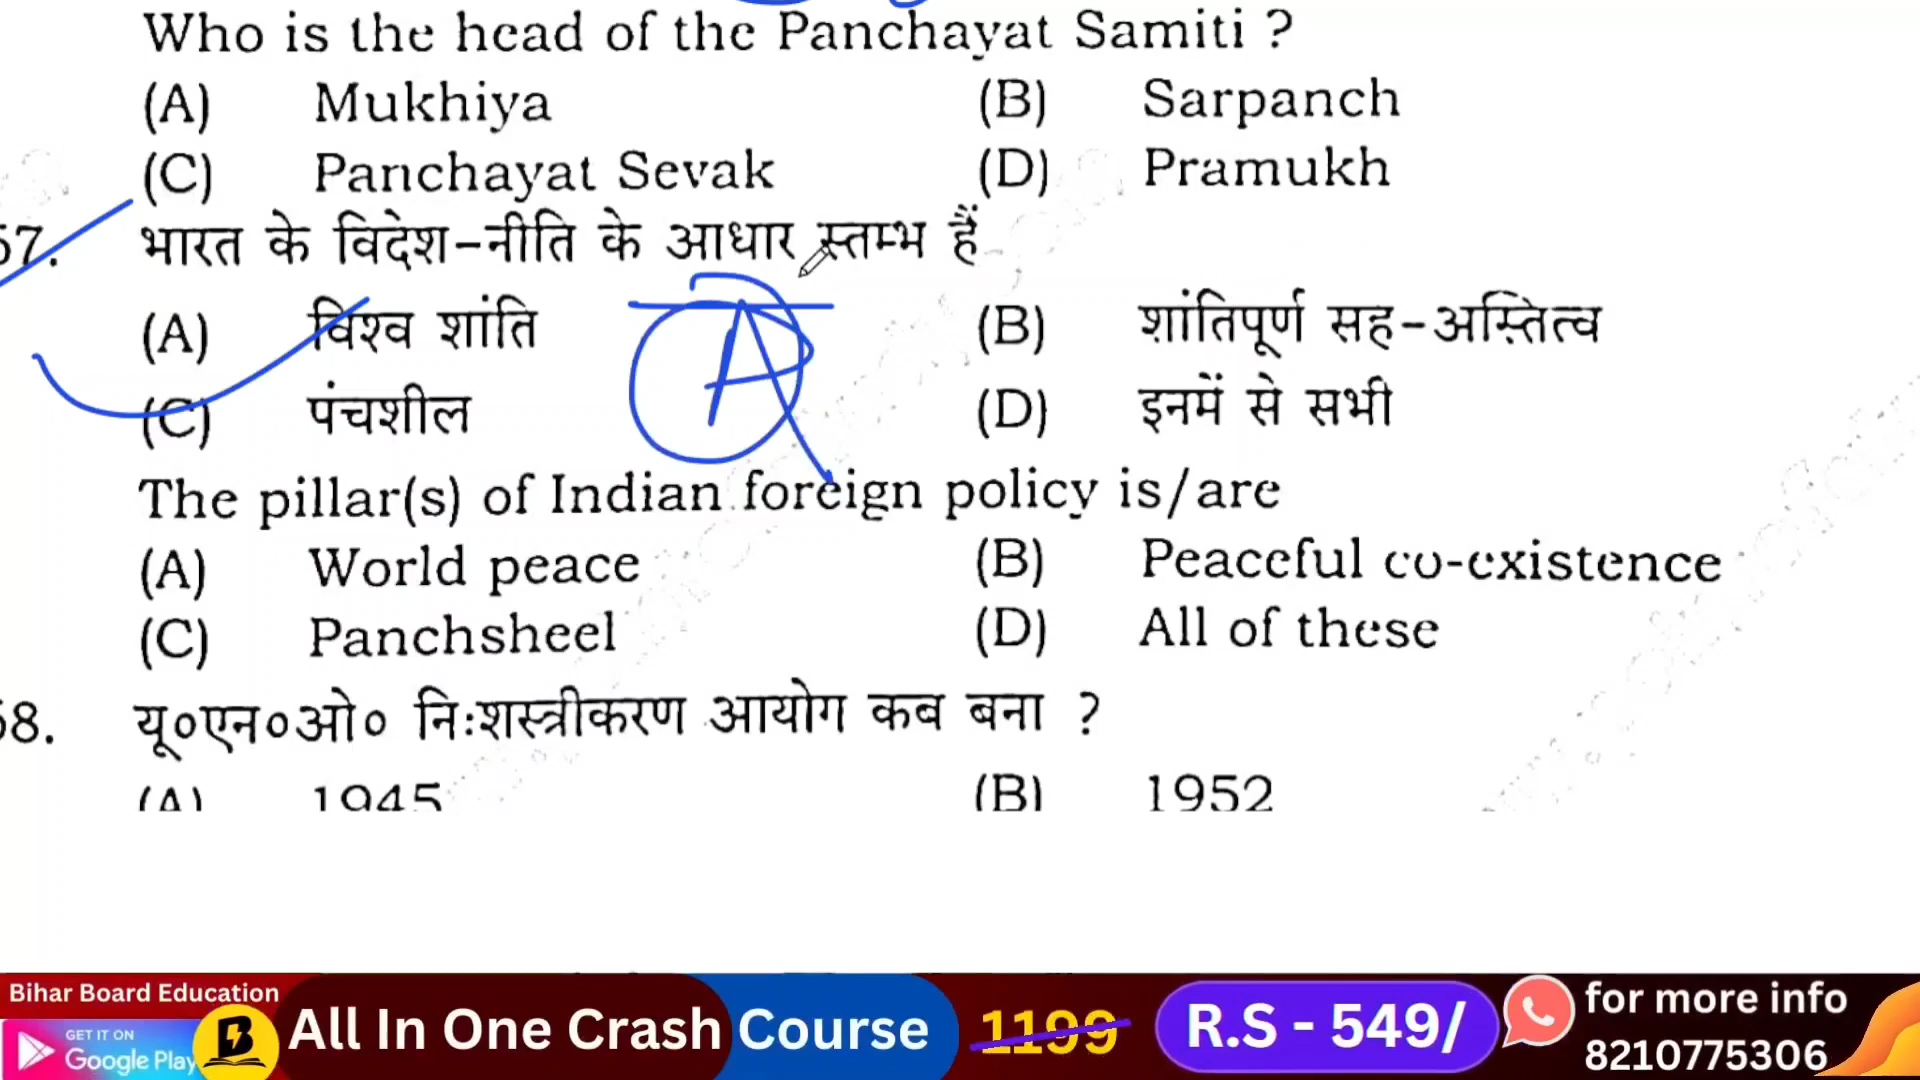 Who is the head of the Panchayat Samiti ?
(A) Mukhiya (B) Sarpanch
(C) Panchayat Sevak (D) Pramukh
67. भारत के विदेश-नीति के आधार स्तम्भ हैं
(A) विश्व शांति (B) शांतिपूर्ण सह-अस्तित्व
A
(C) पंचशील (D) इनमें से सभी
The pillar(s) of Indian foreign policy is/are
(A) World peace (B) Peaceful co-existence
(C) Panchsheel (D) All of these
68. यू०एन०ओ० निःशस्त्रीकरण आयोग कब बना ?
(A) 1945 (B) 1952
Bihar Board Education
GET IT ON
Google Play
B
All In One Crash Course 1199 R.S - 549/
for more info
8210775306